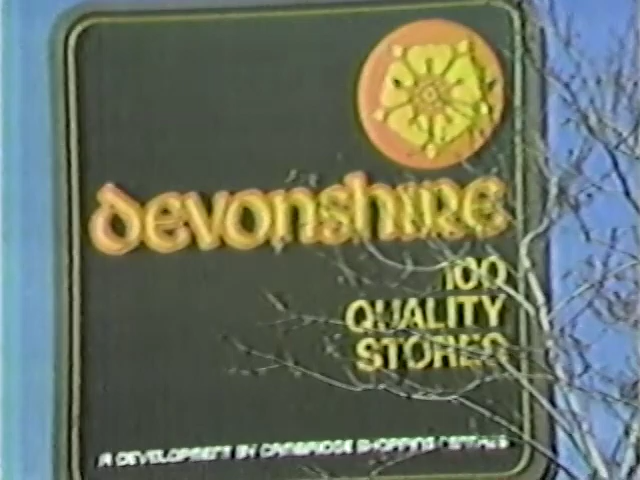 devonshire
100
QUALITY
STORES
A DEVELOPMENT BY CAMBRIDGE SHOPPING CENTRES